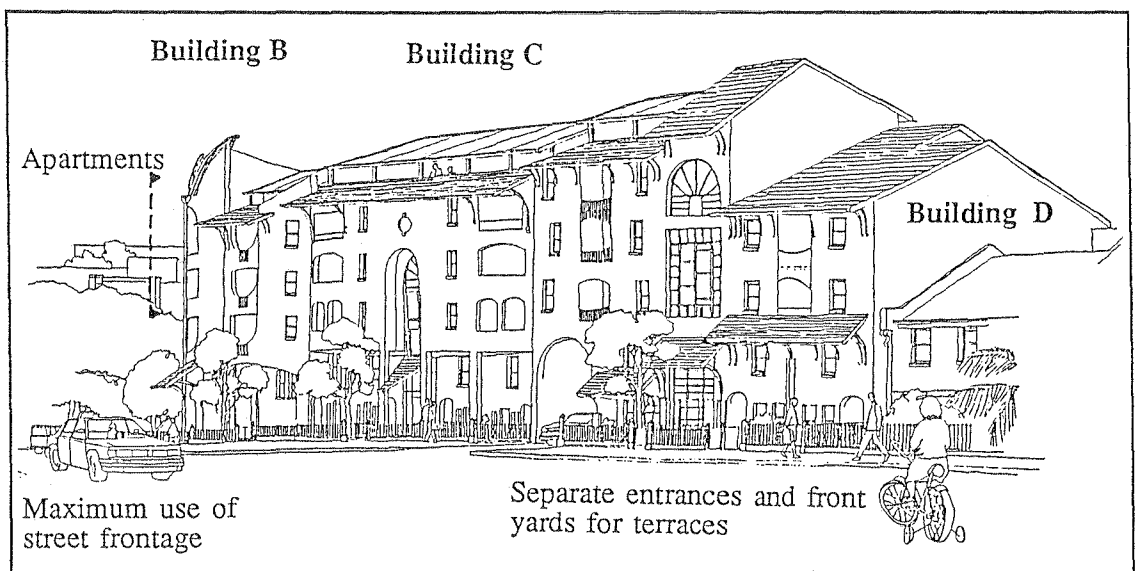 Building B
Building C
Apartments
Building D
Maximum use of
street frontage
Separate entrances and front
yards for terraces